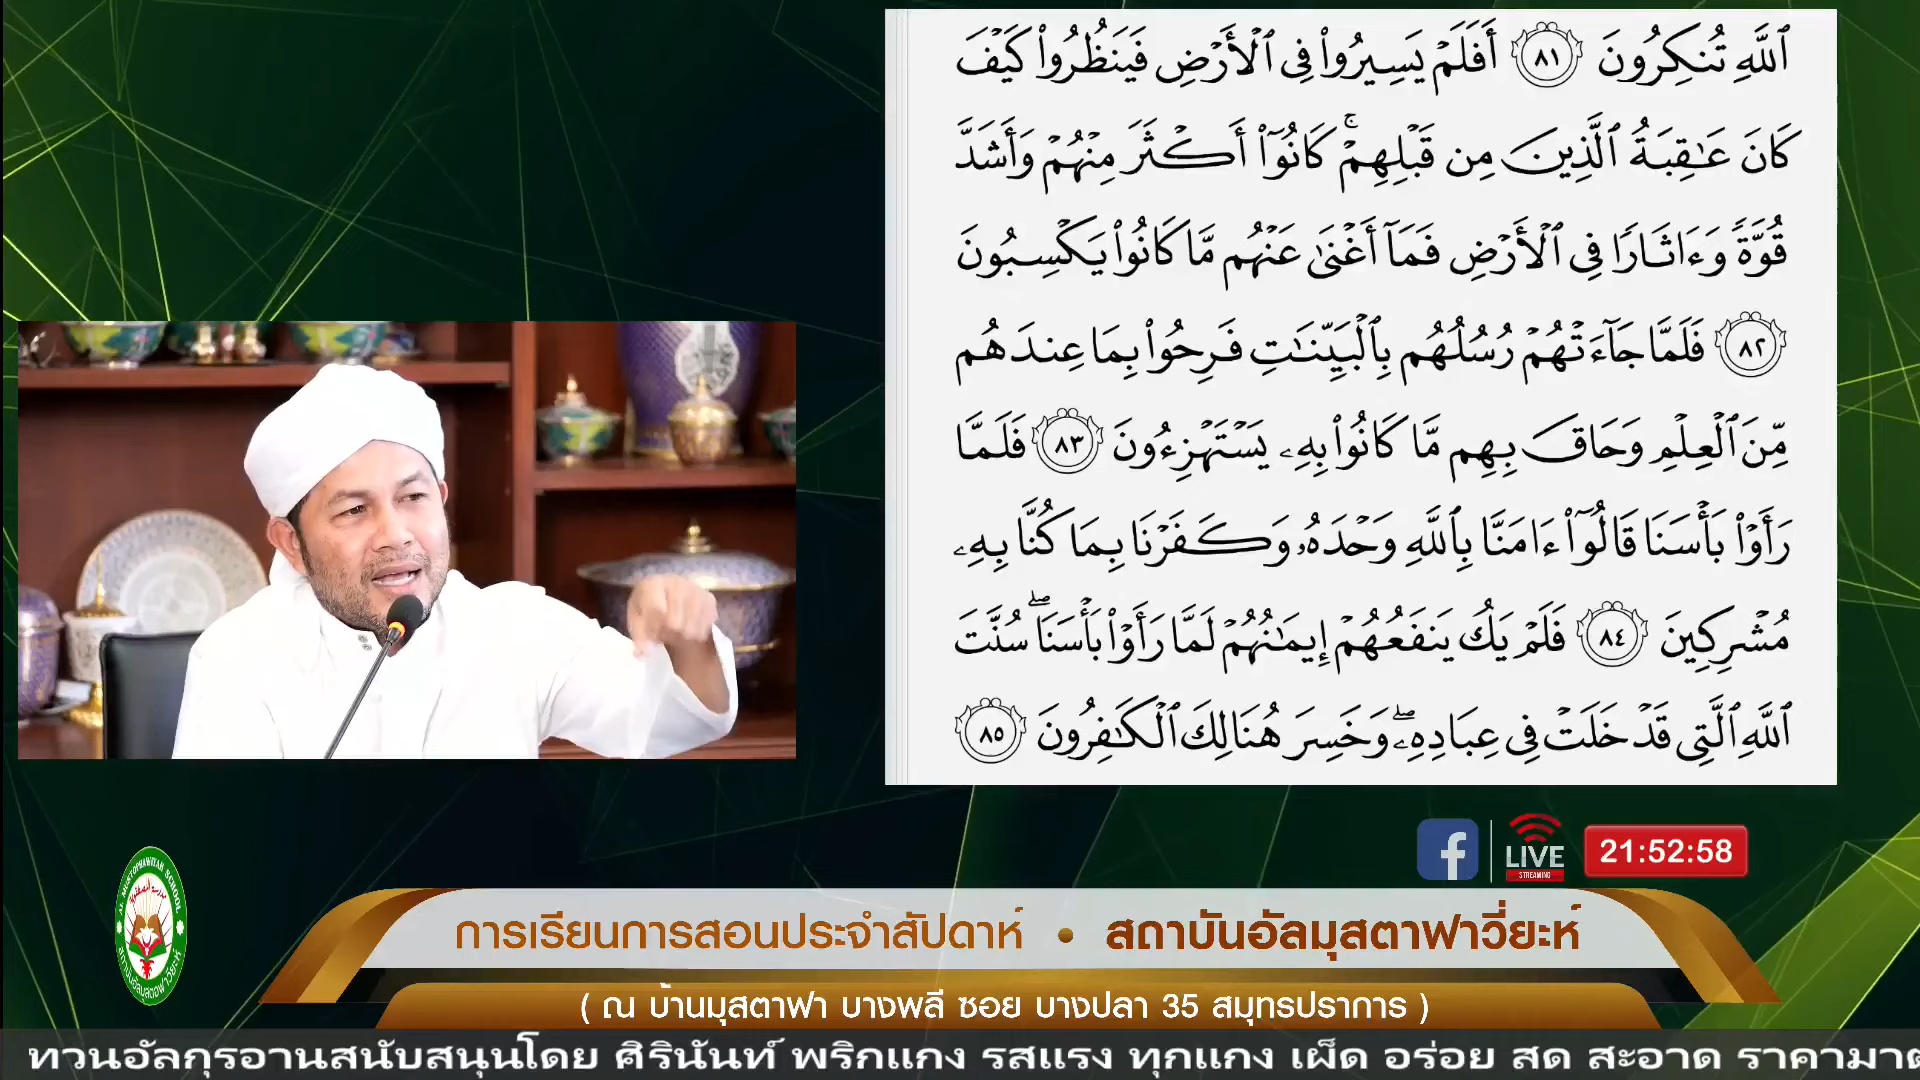 ٱللَّهِ تُنكِرُونَ ٨١ أَفَلَمۡ يَسِيرُواْ فِي ٱلۡأَرۡضِ فَيَنظُرُواْ كَيۡفَ
كَانَ عَٰقِبَةُ ٱلَّذِينَ مِن قَبۡلِهِمۡۚ كَانُوٓاْ أَكۡثَرَ مِنۡهُمۡ وَأَشَدَّ
قُوَّةٗ وَءَاثَارٗا فِي ٱلۡأَرۡضِ فَمَآ أَغۡنَىٰ عَنۡهُم مَّا كَانُواْ يَكۡسِبُونَ
٨٢ فَلَمَّا جَآءَتۡهُمۡ رُسُلُهُم بِٱلۡبَيِّنَٰتِ فَرِحُواْ بِمَا عِندَهُم
مِّنَ ٱلۡعِلۡمِ وَحَاقَ بِهِم مَّا كَانُواْ بِهِۦ يَسۡتَهۡزِءُونَ ٨٣ فَلَمَّا
رَأَوۡاْ بَأۡسَنَا قَالُوٓاْ ءَامَنَّا بِٱللَّهِ وَحۡدَهُۥ وَكَفَرۡنَا بِمَا كُنَّا بِهِۦ
مُشۡرِكِينَ ٨٤ فَلَمۡ يَكُ يَنفَعُهُمۡ إِيمَٰنُهُمۡ لَمَّا رَأَوۡاْ بَأۡسَنَاۖ سُنَّتَ
ٱللَّهِ ٱلَّتِي قَدۡ خَلَتۡ فِي عِبَادِهِۦۖ وَخَسِرَ هُنَالِكَ ٱلۡكَٰفِرُونَ ٨٥
f
LIVE
STREAMING
21:52:58
การเรียนการสอนประจำสัปดาห์ • สถาบันอัลมุสตาฟาวี่ยะห์
( ณ บ้านมุสตาฟา บางพลี ซอย บางปลา 35 สมุทรปราการ )
ทวนอัลกุรอานสนับสนุนโดย ศิรินันท์ พริกแกง รสแรง ทุกแกง เผ็ด อร่อย สด สะอาด ราคามาต